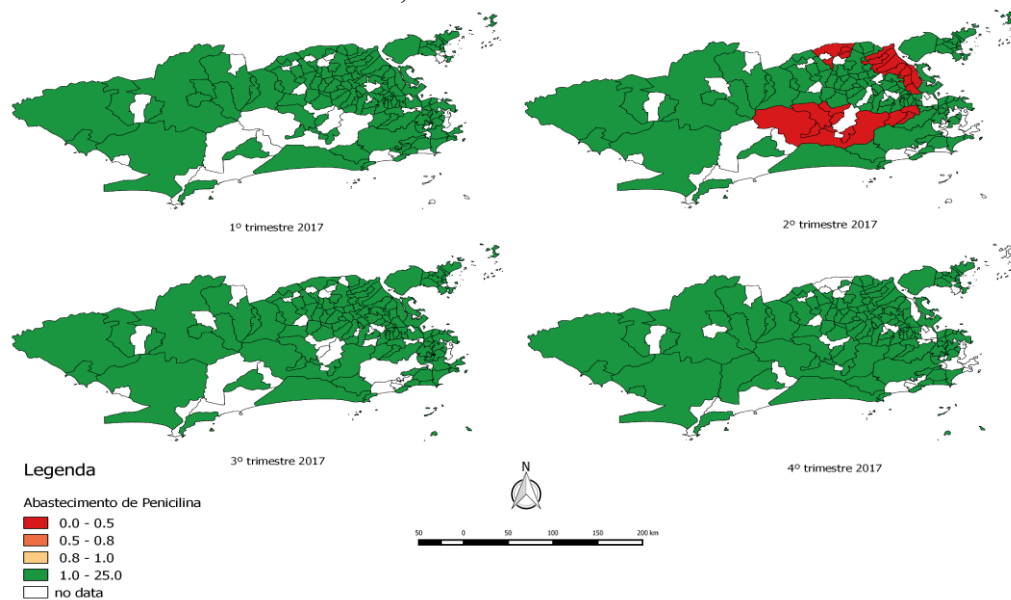 1º trimestre 2017
2º trimestre 2017
3º trimestre 2017
4º trimestre 2017
Legenda
Abastecimento de Penicilina
0.0 - 0.5
0.5 - 0.8
0.8 - 1.0
1.0 - 25.0
no data
N
50 0 50 100 150 200 km